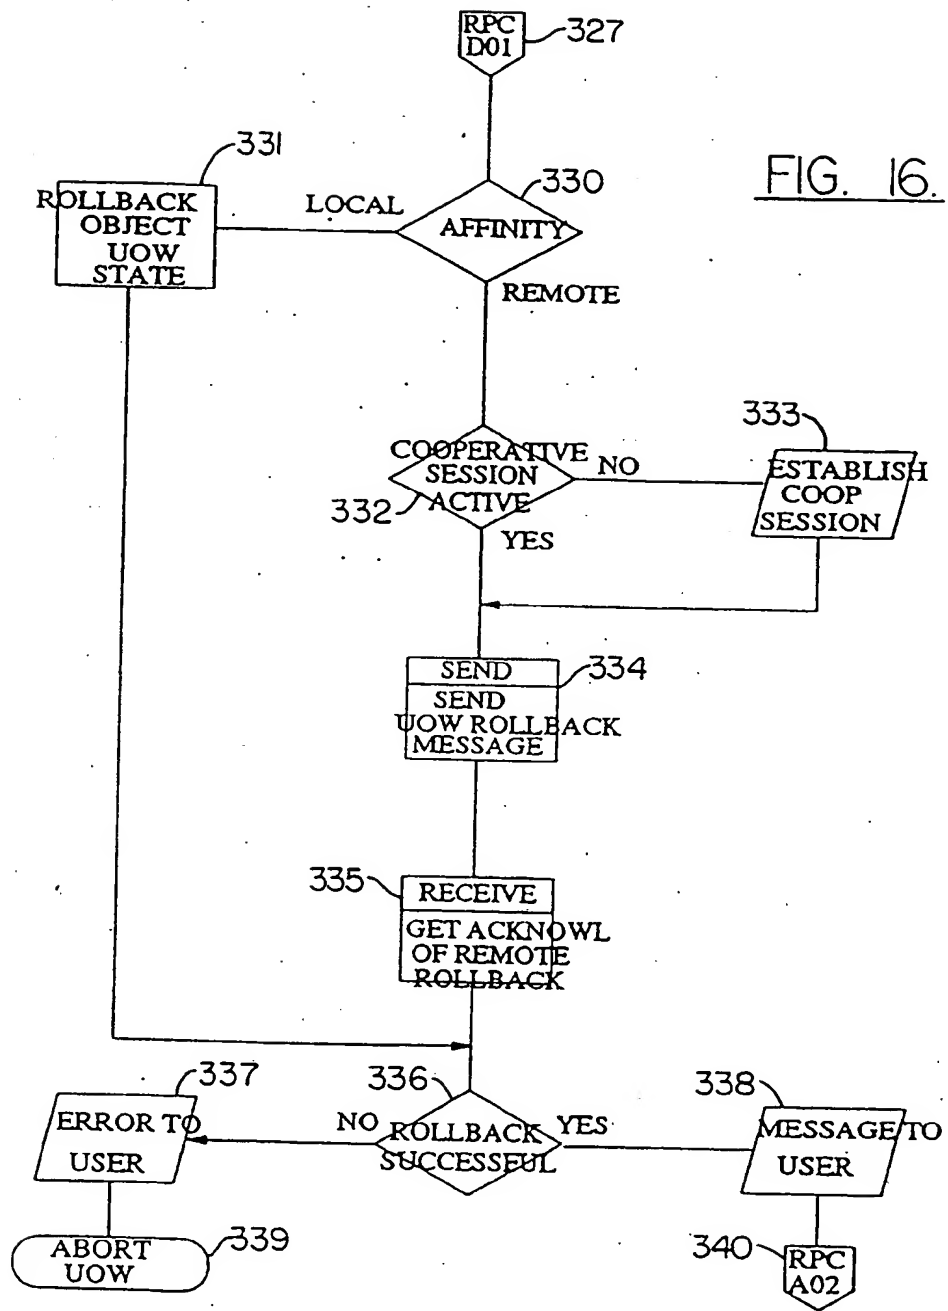 RPC
D01
327
FIG. 16.
331
330
ROLLBACK
OBJECT
UOW
STATE
LOCAL
AFFINITY
REMOTE
333
COOPERATIVE
SESSION
ACTIVE
332
NO
ESTABLISH
COOP
SESSION
YES
SEND
334
SEND
UOW ROLLBACK
MESSAGE
335
RECEIVE
GET ACKNOWL
OF REMOTE
ROLLBACK
337
336
338
ERROR TO
USER
NO
ROLLBACK
SUCCESSFUL
YES
MESSAGE TO
USER
ABORT
UOW
339
340
RPC
A02